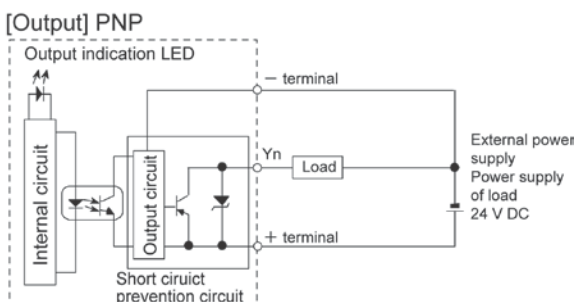 [Output] PNP
Output indication LED
− terminal
Internal circuit
Output circuit
Yn
Load
External power
supply
Power supply
of load
24 V DC
+ terminal
Short ciruict
prevention circuit